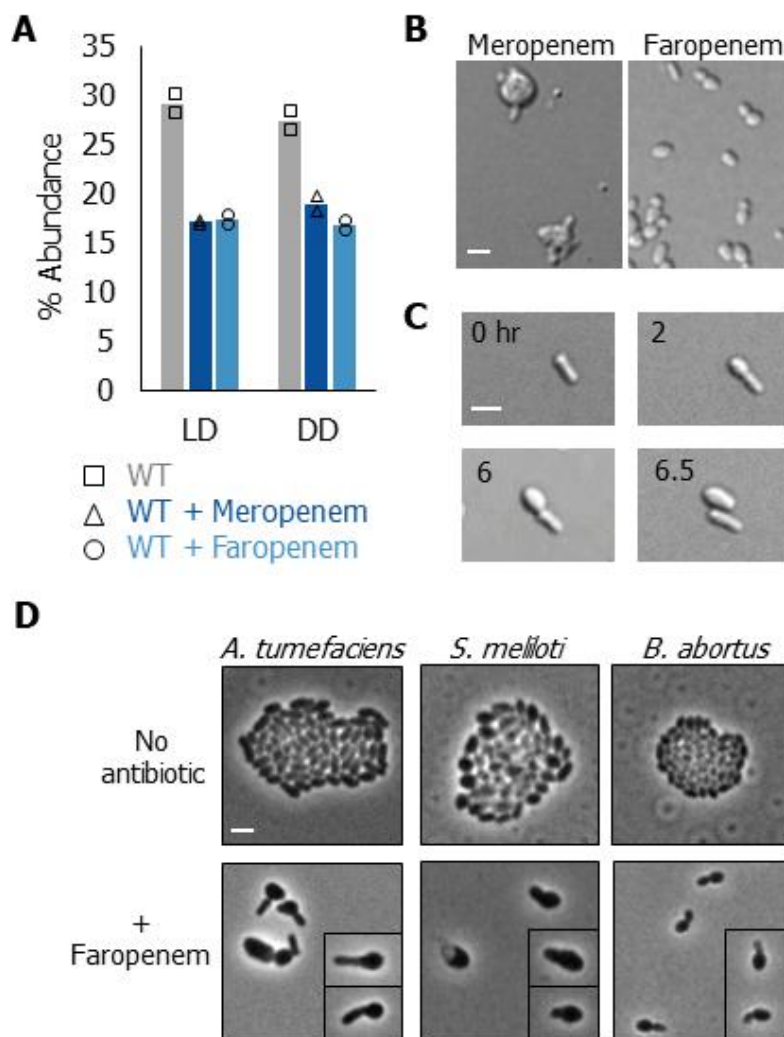 A
35
30
25
20
15
10
5
0
% Abundance
LD DD
WT
WT + Meropenem
WT + Faropenem
B
Meropenem Faropenem
C
0 hr 2
6 6.5
D
A. tumefaciens S. meliloti B. abortus
No
antibiotic
+
Faropenem